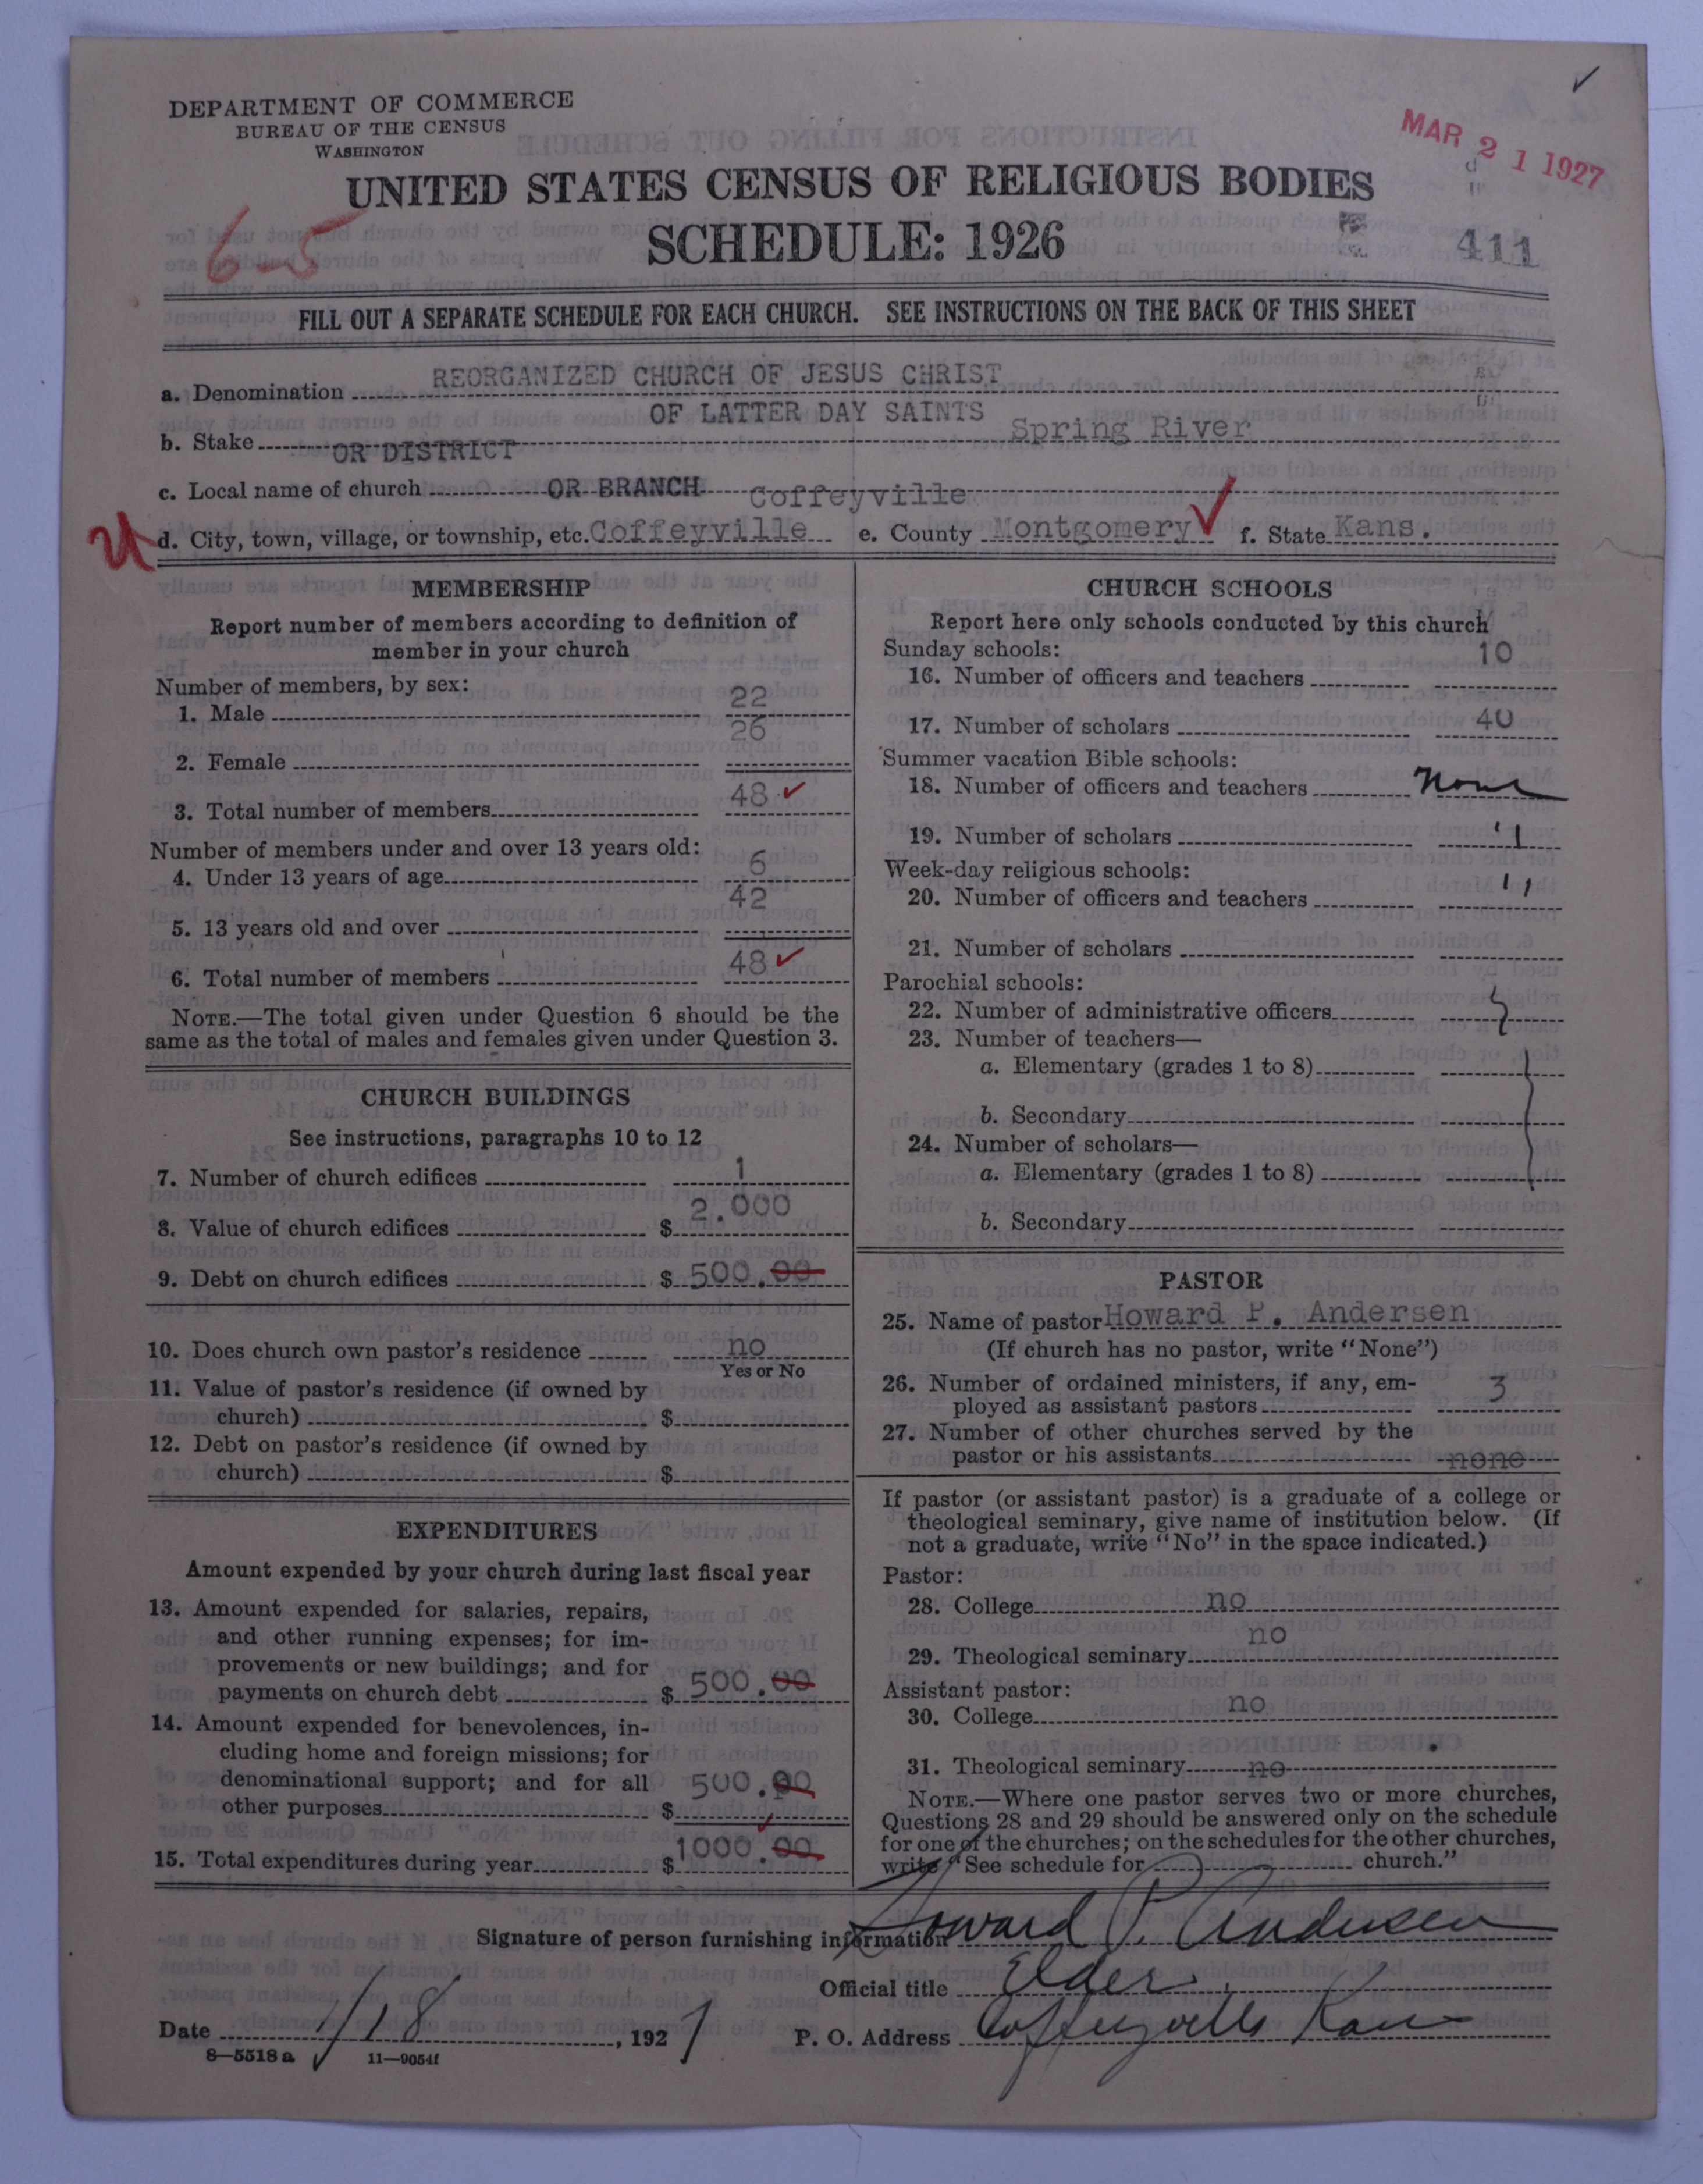 DEPARTMENT OF COMMERCE
BUREAU OF THE CENSUS
WASHINGTON
MAR 21 1927
UNITED STATES CENSUS OF RELIGIOUS BODIES
6-5
SCHEDULE: 1926
411
FILL OUT A SEPARATE SCHEDULE FOR EACH CHURCH. SEE INSTRUCTIONS ON THE BACK OF THIS SHEET
a. Denomination REORGANIZED CHURCH OF JESUS CHRIST
OF LATTER DAY SAINTS
b. Stake OR DISTRICT Spring River
c. Local name of church OR BRANCH Coffeyville
d. City, town, village, or township, etc. Coffeyville e. County Montgomery f. State Kans.
MEMBERSHIP
Report number of members according to definition of
member in your church
Number of members, by sex:
1. Male 22
2. Female 26
3. Total number of members 48
Number of members under and over 13 years old:
4. Under 13 years of age 6
5. 13 years old and over 42
6. Total number of members 48
NOTE.—The total given under Question 6 should be the
same as the total of males and females given under Question 3.
CHURCH BUILDINGS
See instructions, paragraphs 10 to 12
7. Number of church edifices 1
8. Value of church edifices $ 2.000
9. Debt on church edifices $ 500.00
10. Does church own pastor's residence no
Yes or No
11. Value of pastor's residence (if owned by
church) $
12. Debt on pastor's residence (if owned by
church) $
EXPENDITURES
Amount expended by your church during last fiscal year
13. Amount expended for salaries, repairs,
and other running expenses; for im-
provements or new buildings; and for
payments on church debt $ 500.00
14. Amount expended for benevolences, in-
cluding home and foreign missions; for
denominational support; and for all
other purposes $ 500.00
15. Total expenditures during year $ 1000.00
CHURCH SCHOOLS
Report here only schools conducted by this church
Sunday schools:
16. Number of officers and teachers 10
17. Number of scholars 40
Summer vacation Bible schools:
18. Number of officers and teachers None
19. Number of scholars "
Week-day religious schools:
20. Number of officers and teachers "
21. Number of scholars
Parochial schools:
22. Number of administrative officers
23. Number of teachers—
a. Elementary (grades 1 to 8)
b. Secondary
24. Number of scholars—
a. Elementary (grades 1 to 8)
b. Secondary
PASTOR
25. Name of pastor Howard P. Andersen
(If church has no pastor, write "None")
26. Number of ordained ministers, if any, em-
ployed as assistant pastors 3
27. Number of other churches served by the
pastor or his assistants none
If pastor (or assistant pastor) is a graduate of a college or
theological seminary, give name of institution below. (If
not a graduate, write "No" in the space indicated.)
Pastor:
28. College no
29. Theological seminary no
Assistant pastor:
30. College no
31. Theological seminary no
NOTE.—Where one pastor serves two or more churches,
Questions 28 and 29 should be answered only on the schedule
for one of the churches; on the schedules for the other churches,
write "See schedule for church."
Signature of person furnishing information Howard P. Andersen
Official title Elder
Date 1/18, 1927 P. O. Address Coffeyville Kans
8—5518 a 11—9054f